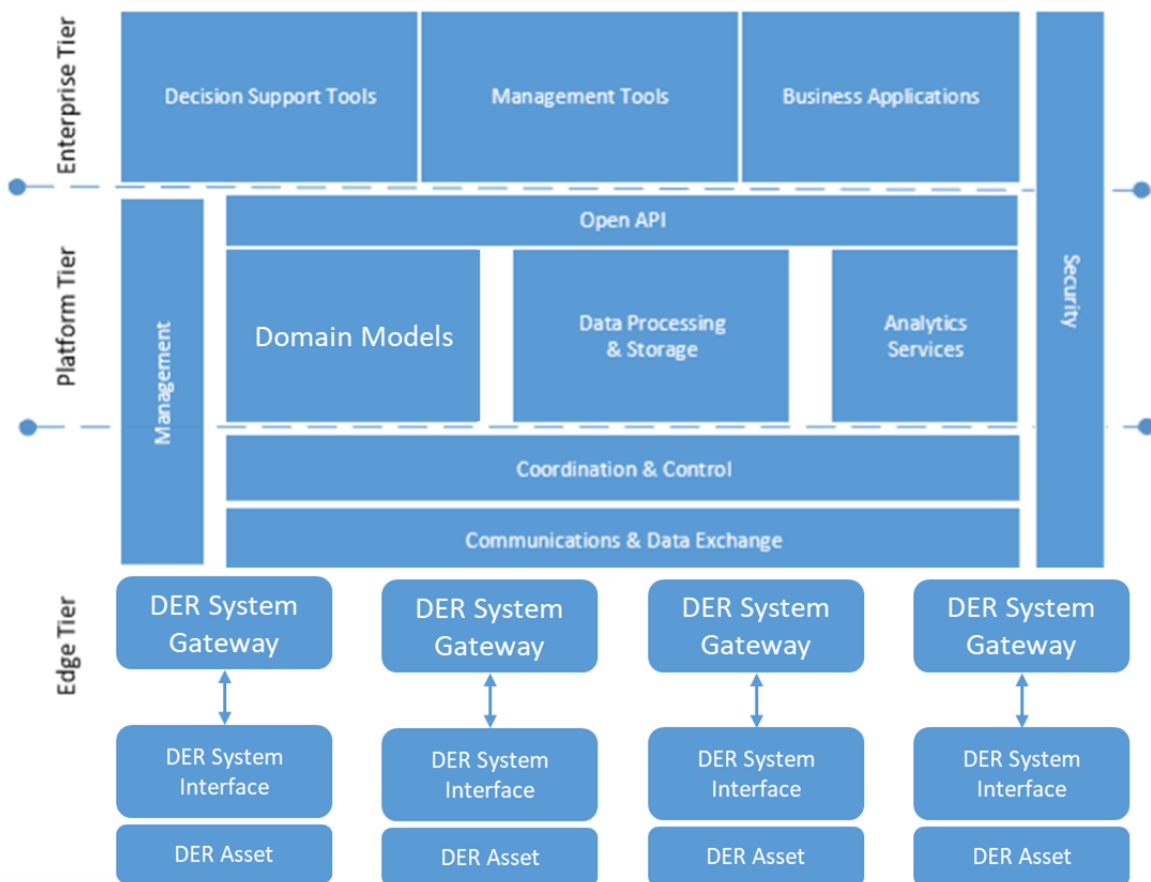 Enterprise Tier
Decision Support Tools
Management Tools
Business Applications
Platform Tier
Management
Open API
Domain Models
Data Processing
& Storage
Analytics
Services
Security
Coordination & Control
Communications & Data Exchange
Edge Tier
DER System
Gateway
DER System
Gateway
DER System
Gateway
DER System
Gateway
DER System
Interface
DER System
Interface
DER System
Interface
DER System
Interface
DER Asset
DER Asset
DER Asset
DER Asset